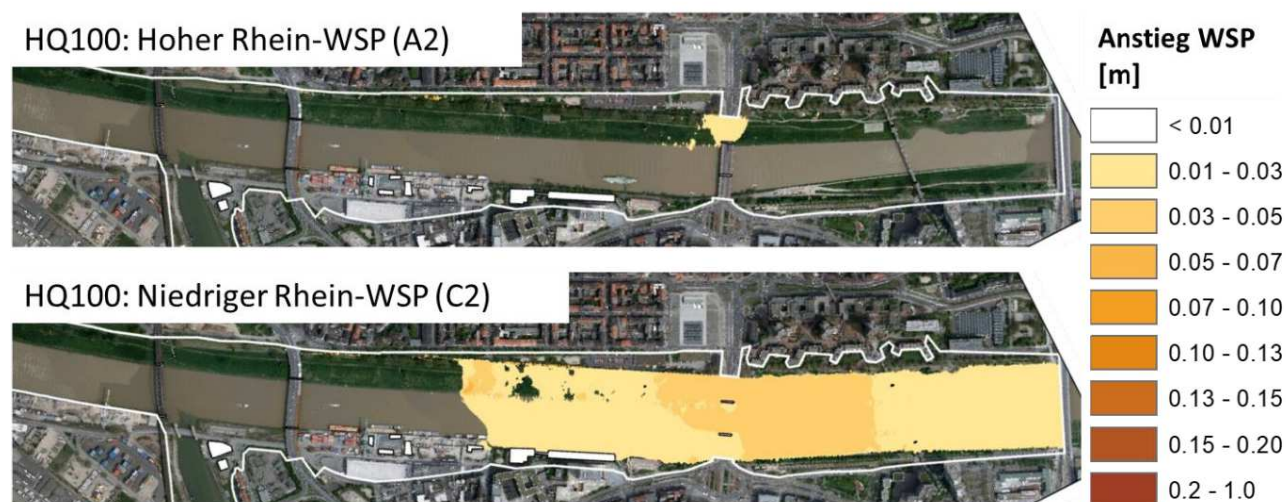 HQ100: Hoher Rhein-WSP (A2)
HQ100: Niedriger Rhein-WSP (C2)
Anstieg WSP
[m]
< 0.01
0.01 - 0.03
0.03 - 0.05
0.05 - 0.07
0.07 - 0.10
0.10 - 0.13
0.13 - 0.15
0.15 - 0.20
0.2 - 1.0